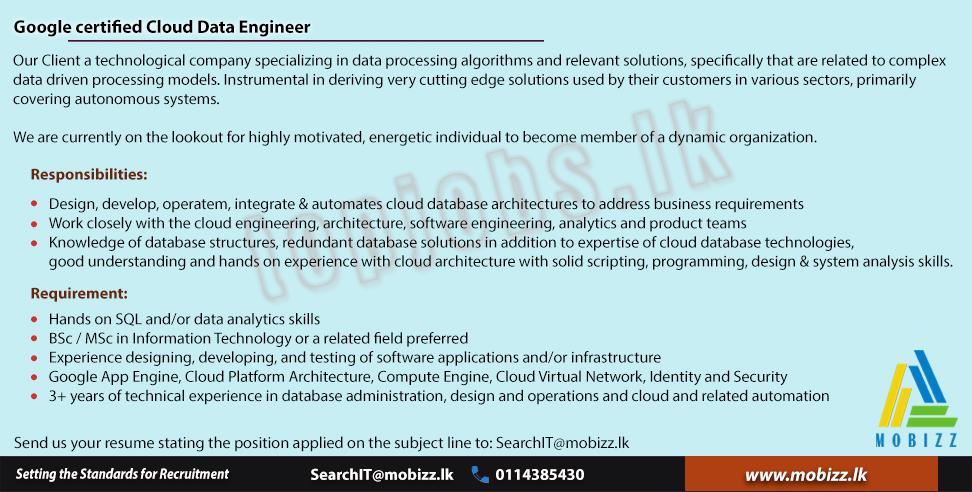 Google certified Cloud Data Engineer
Our Client a technological company specializing in data processing algorithms and relevant solutions, specifically that are related to complex
data driven processing models. Instrumental in deriving very cutting edge solutions used by their customers in various sectors, primarily
covering autonomous systems.
We are currently on the lookout for highly motivated, energetic individual to become member of a dynamic organization.
topjobs.lk
Responsibilities:
Design, develop, operatem, integrate & automates cloud database architectures to address business requirements
Work closely with the cloud engineering, architecture, software engineering, analytics and product teams
Knowledge of database structures, redundant database solutions in addition to expertise of cloud database technologies,
good understanding and hands on experience with cloud architecture with solid scripting, programming, design & system analysis skills.
Requirement:
Hands on SQL and/or data analytics skills
BSc / MSc in Information Technology or a related field preferred
Experience designing, developing, and testing of software applications and/or infrastructure
Google App Engine, Cloud Platform Architecture, Compute Engine, Cloud Virtual Network, Identity and Security
3+ years of technical experience in database administration, design and operations and cloud and related automation
MOBIZZ
Send us your resume stating the position applied on the subject line to: SearchIT@mobizz.lk
Setting the Standards for Recruitment SearchIT@mobizz.lk 0114385430 www.mobizz.lk